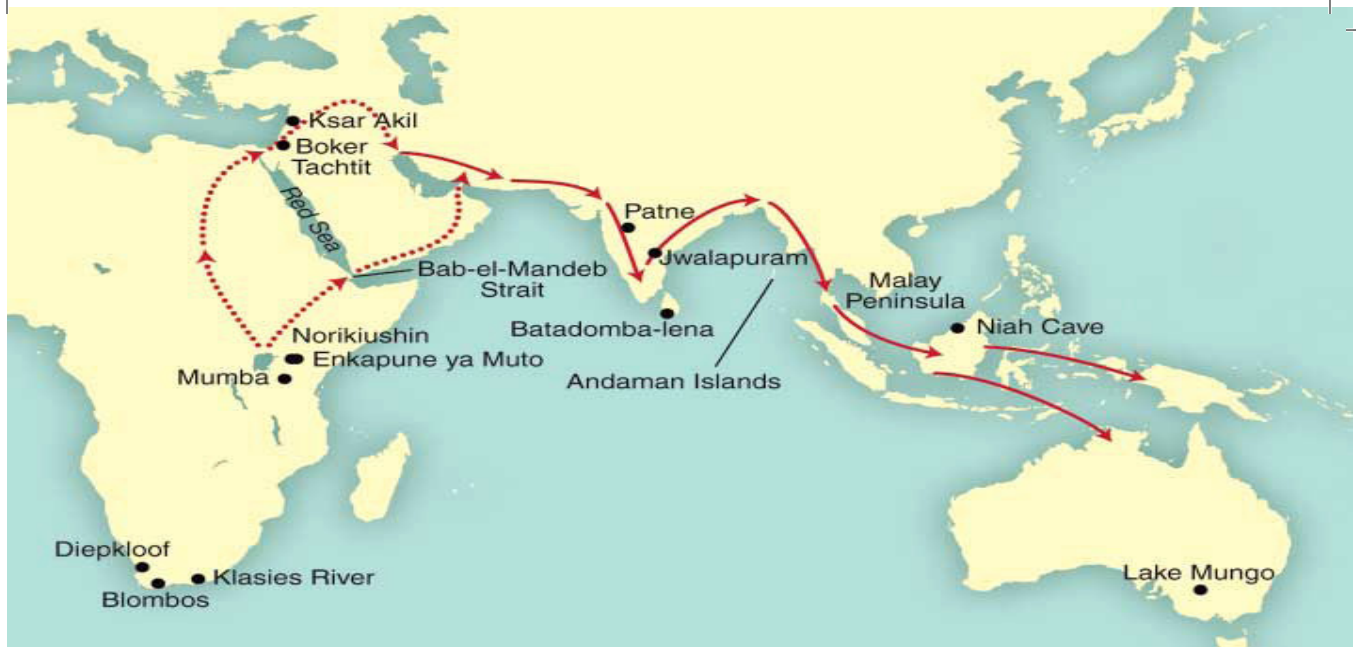 Ksar Akil
Boker
Tachtit
Red Sea
Patne
Jwalapuram
Bab-el-Mandeb
Strait
Malay
Peninsula
Batadomba-lena
Niah Cave
Norikiushin
Enkapune ya Muto
Mumba
Andaman Islands
Diepkloof
Klasies River
Blombos
Lake Mungo